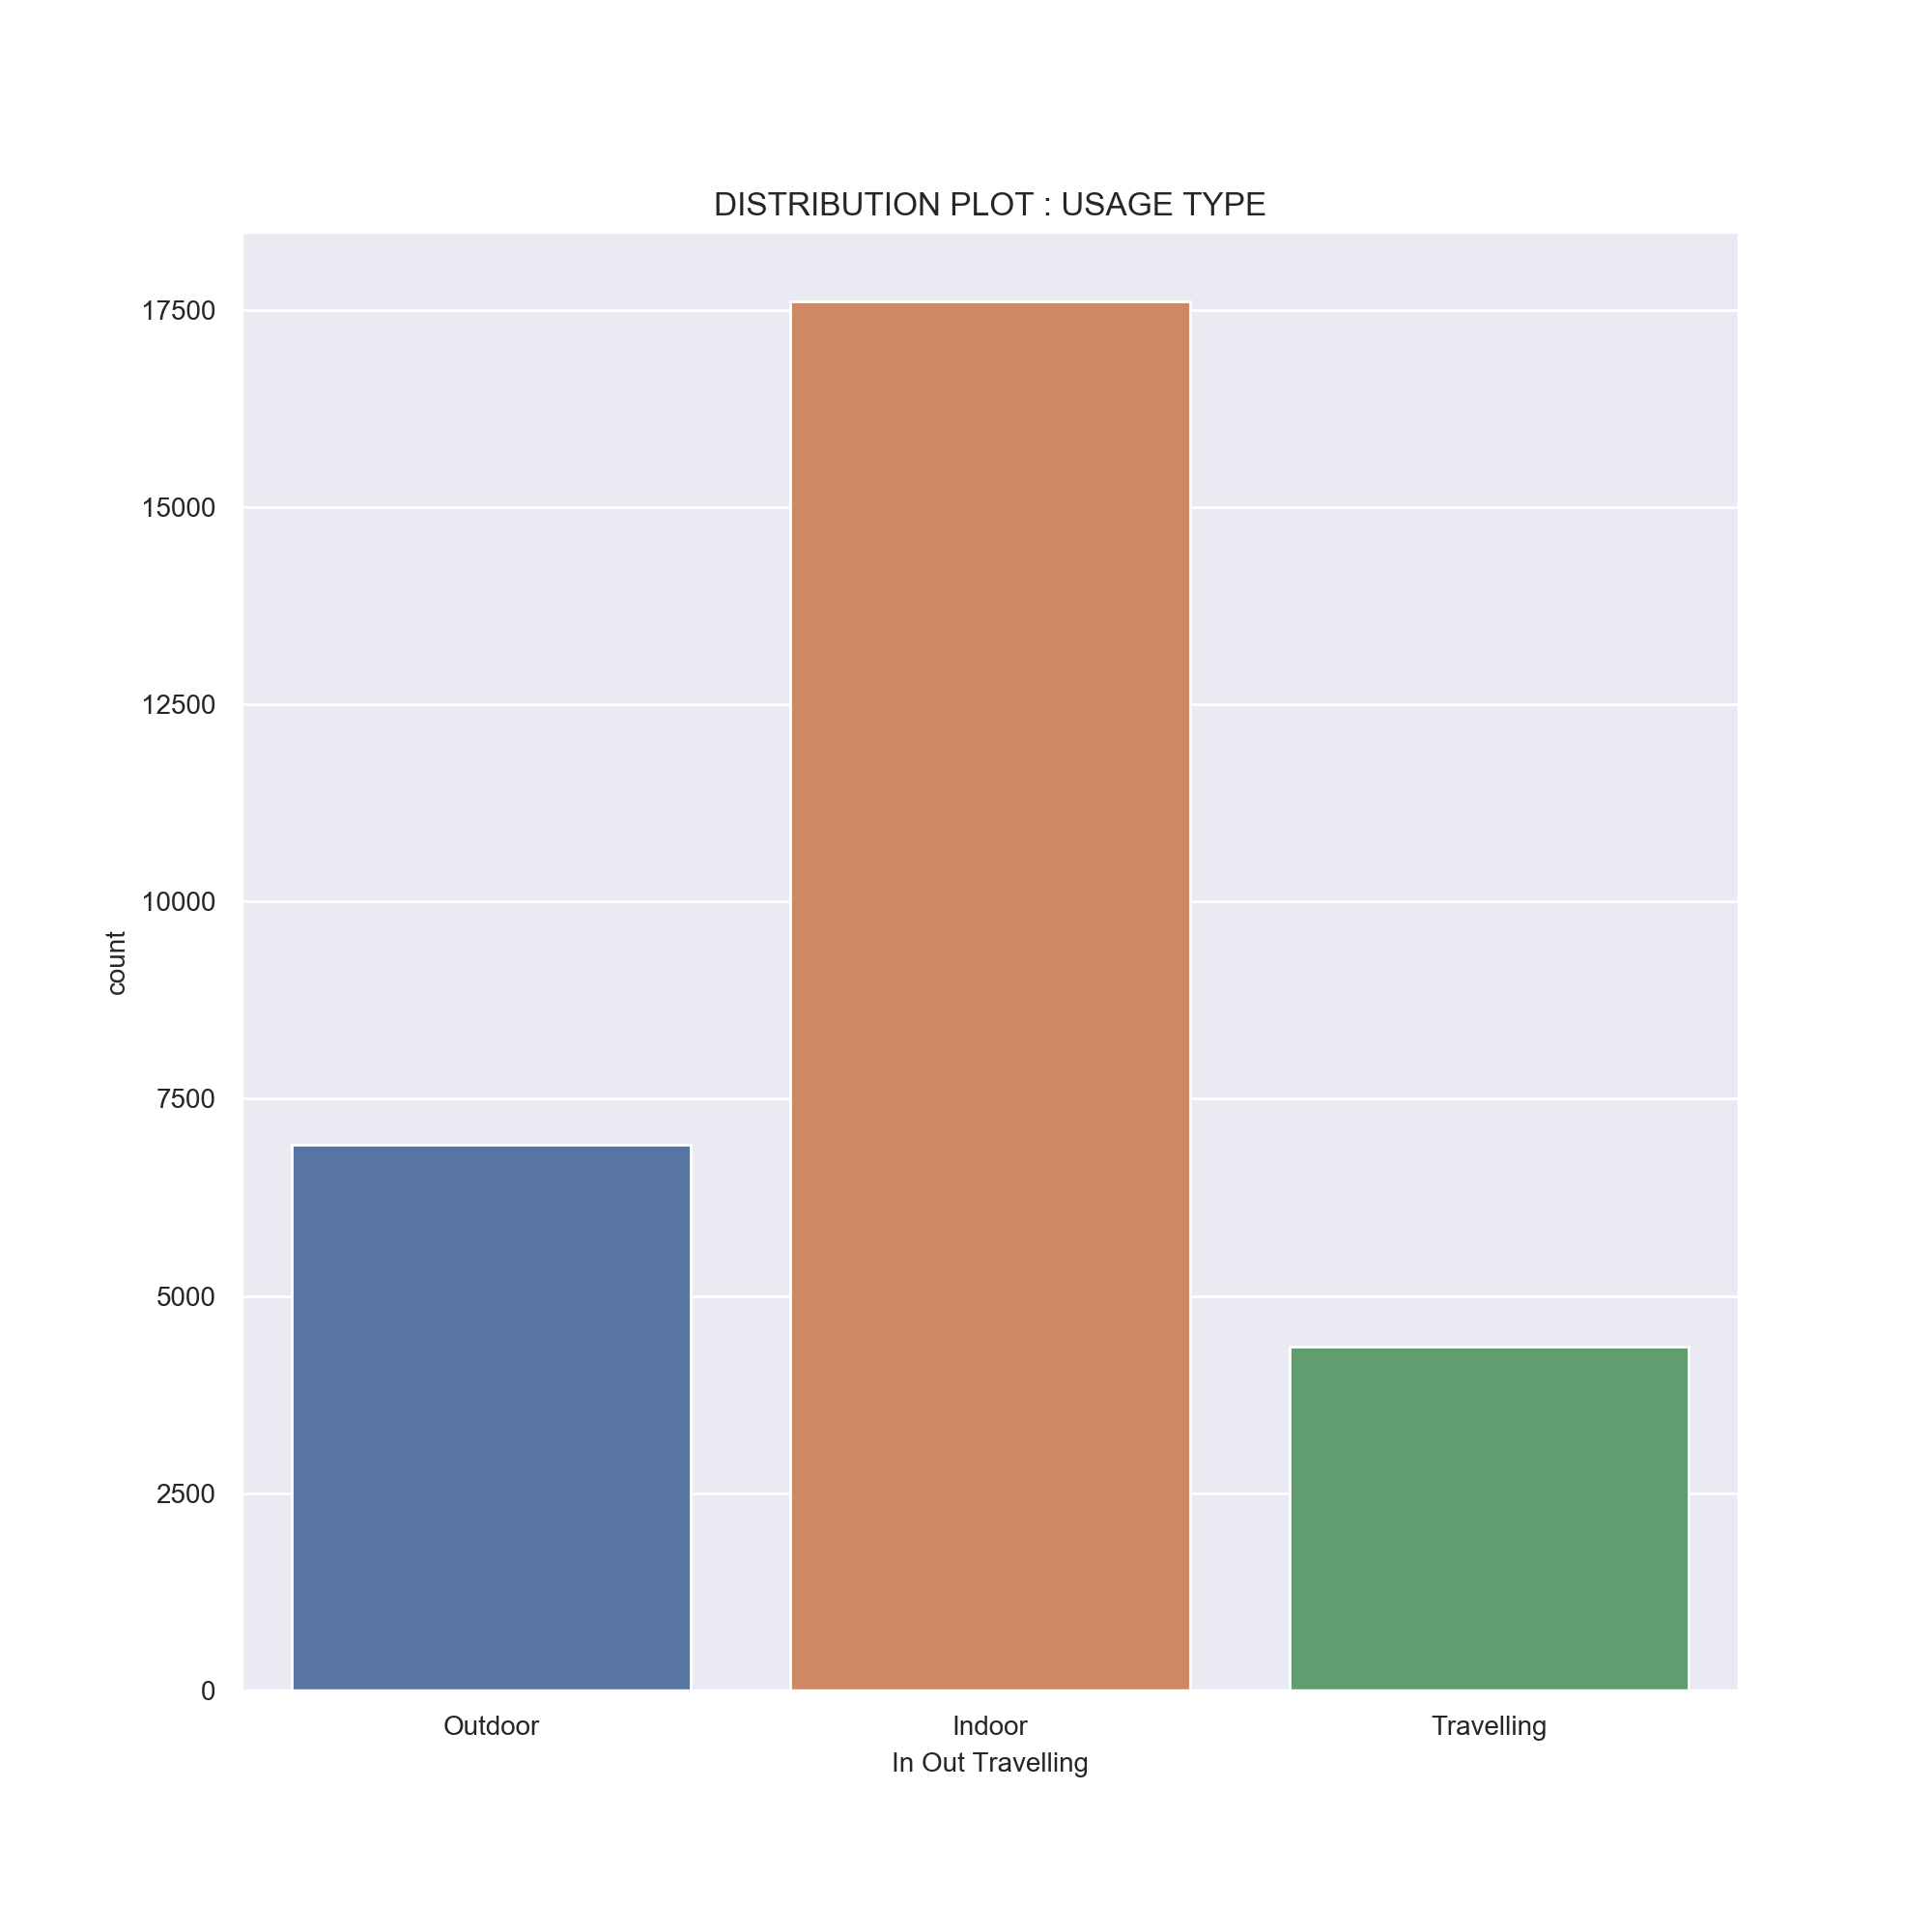 DISTRIBUTION PLOT : USAGE TYPE
17500
15000
12500
10000
7500
5000
2500
0
count
Outdoor Indoor Travelling
In Out Travelling